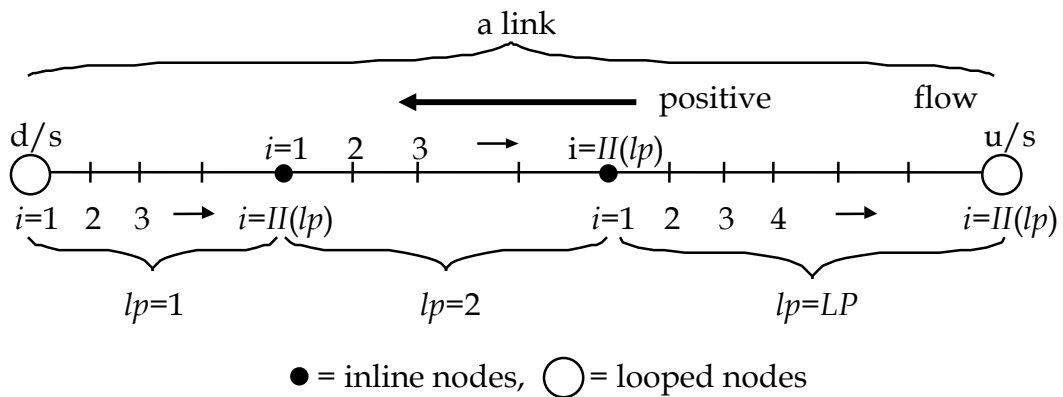 a link
positive flow
d/s u/s
i=1 2 3 → i=II(lp)
i=1 2 3 → i=II(lp) i=1 2 3 4 → i=II(lp)
lp=1 lp=2 lp=LP
= inline nodes, = looped nodes